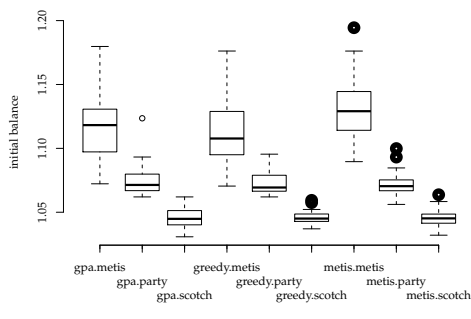 1.20
1.15
1.10
1.05
initial balance
gpa.metis greedy.metis metis.metis
gpa.party greedy.party metis.party
gpa.scotch greedy.scotch metis.scotch